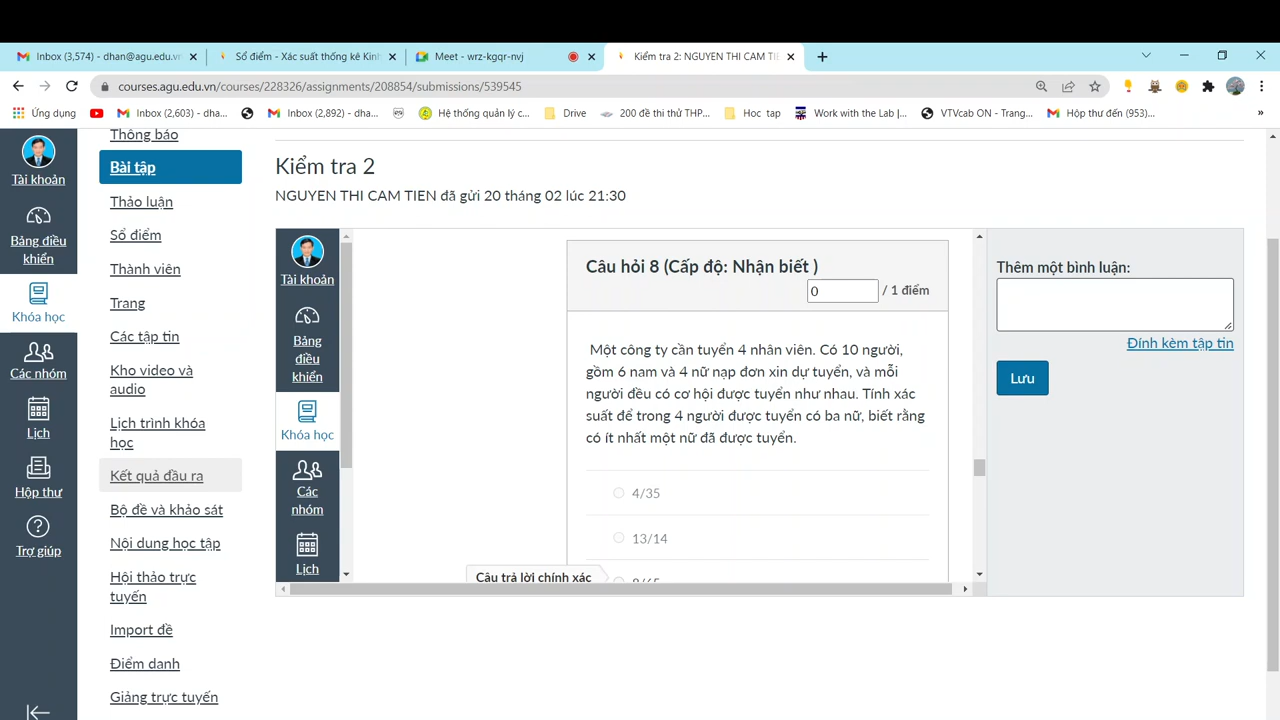 Inbox (3,574) - dhan@agu.edu.vn
Sổ điểm - Xác suất thống kê Kinh
Meet - wrz-kgqr-nvj
Kiểm tra 2: NGUYEN THI CAM TIE
courses.agu.edu.vn/courses/228326/assignments/208854/submissions/539545
Ứng dụng
Inbox (2,603) - dha...
Inbox (2,892) - dha...
Hệ thống quản lý c...
Drive
200 đề thi thử THP...
Hoc tap
Work with the Lab |...
VTVcab ON - Trang...
Hộp thư đến (953)...
»
Tài khoản
Bảng điều
khiển
Khóa học
Các nhóm
Lịch
Hộp thư
Trợ giúp
Thông báo
Bài tập
Thảo luận
Sổ điểm
Thành viên
Trang
Các tập tin
Kho video và
audio
Lịch trình khóa
học
Kết quả đầu ra
Bộ đề và khảo sát
Nội dung học tập
Hội thảo trực
tuyến
Import đề
Điểm danh
Giảng trực tuyến
Kiểm tra 2
NGUYEN THI CAM TIEN đã gửi 20 tháng 02 lúc 21:30
Tài khoản
Bảng
điều
khiển
Khóa học
Các
nhóm
Lịch
Câu hỏi 8 (Cấp độ: Nhận biết )
0 / 1 điểm
Một công ty cần tuyển 4 nhân viên. Có 10 người,
gồm 6 nam và 4 nữ nạp đơn xin dự tuyển, và mỗi
người đều có cơ hội được tuyển như nhau. Tính xác
suất để trong 4 người được tuyển có ba nữ, biết rằng
có ít nhất một nữ đã được tuyển.
4/35
13/14
Câu trả lời chính xác
8/65
Thêm một bình luận:
Đính kèm tập tin
Lưu